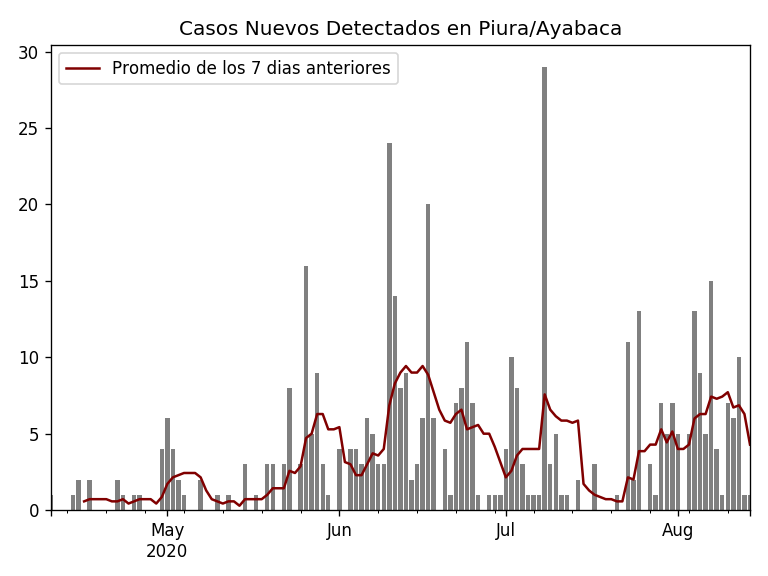 Casos Nuevos Detectados en Piura/Ayabaca
Promedio de los 7 dias anteriores
30
25
20
15
10
5
0
May
2020
Jun
Jul
Aug